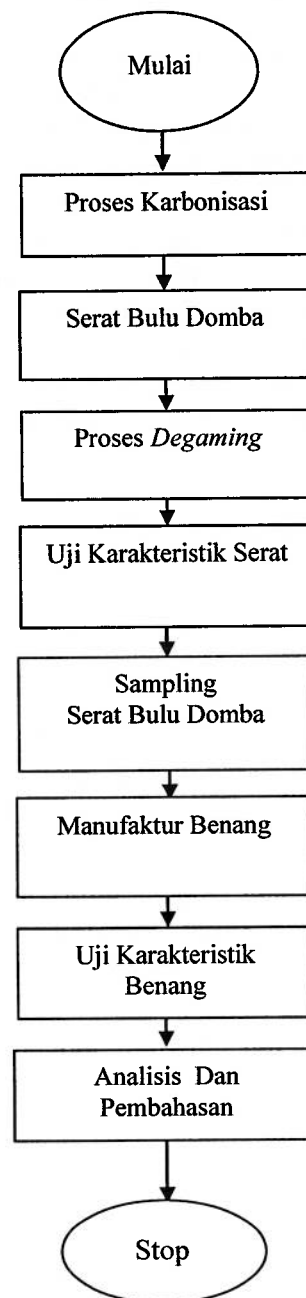 Mulai
Proses Karbonisasi
Serat Bulu Domba
Proses Degaming
Uji Karakteristik Serat
Sampling
Serat Bulu Domba
Manufaktur Benang
Uji Karakteristik
Benang
Analisis Dan
Pembahasan
Stop